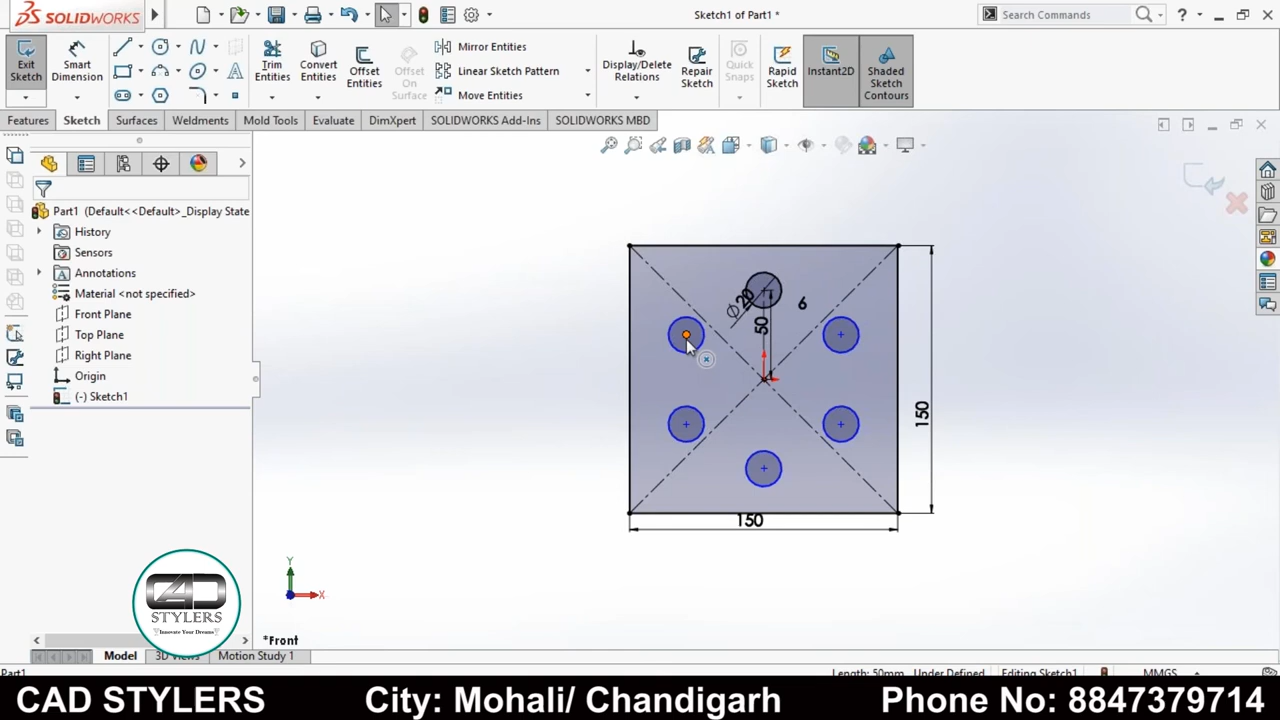 SOLIDWORKS
Sketch1 of Part1 *
Search Commands
?
Exit
Sketch
Smart
Dimension
Trim
Entities
Convert
Entities
Offset
Entities
Offset
On
Surface
Mirror Entities
Linear Sketch Pattern
Move Entities
Display/Delete
Relations
Repair
Sketch
Quick
Snaps
Rapid
Sketch
Instant2D
Shaded
Sketch
Contours
Features
Sketch
Surfaces
Weldments
Mold Tools
Evaluate
DimXpert
SOLIDWORKS Add-Ins
SOLIDWORKS MBD
Part1 (Default<<Default>_Display State
History
Sensors
Annotations
Material <not specified>
Front Plane
Top Plane
Right Plane
Origin
(-) Sketch1
Ø20
50
6
150
150
Y
X
*Front
CAD
STYLERS
Innovate Your Dreams
Model
3D Views
Motion Study 1
Part1
Length: 50mm
Under Defined
Editing Sketch1
MMGS
CAD STYLERS
City: Mohali/ Chandigarh
Phone No: 8847379714